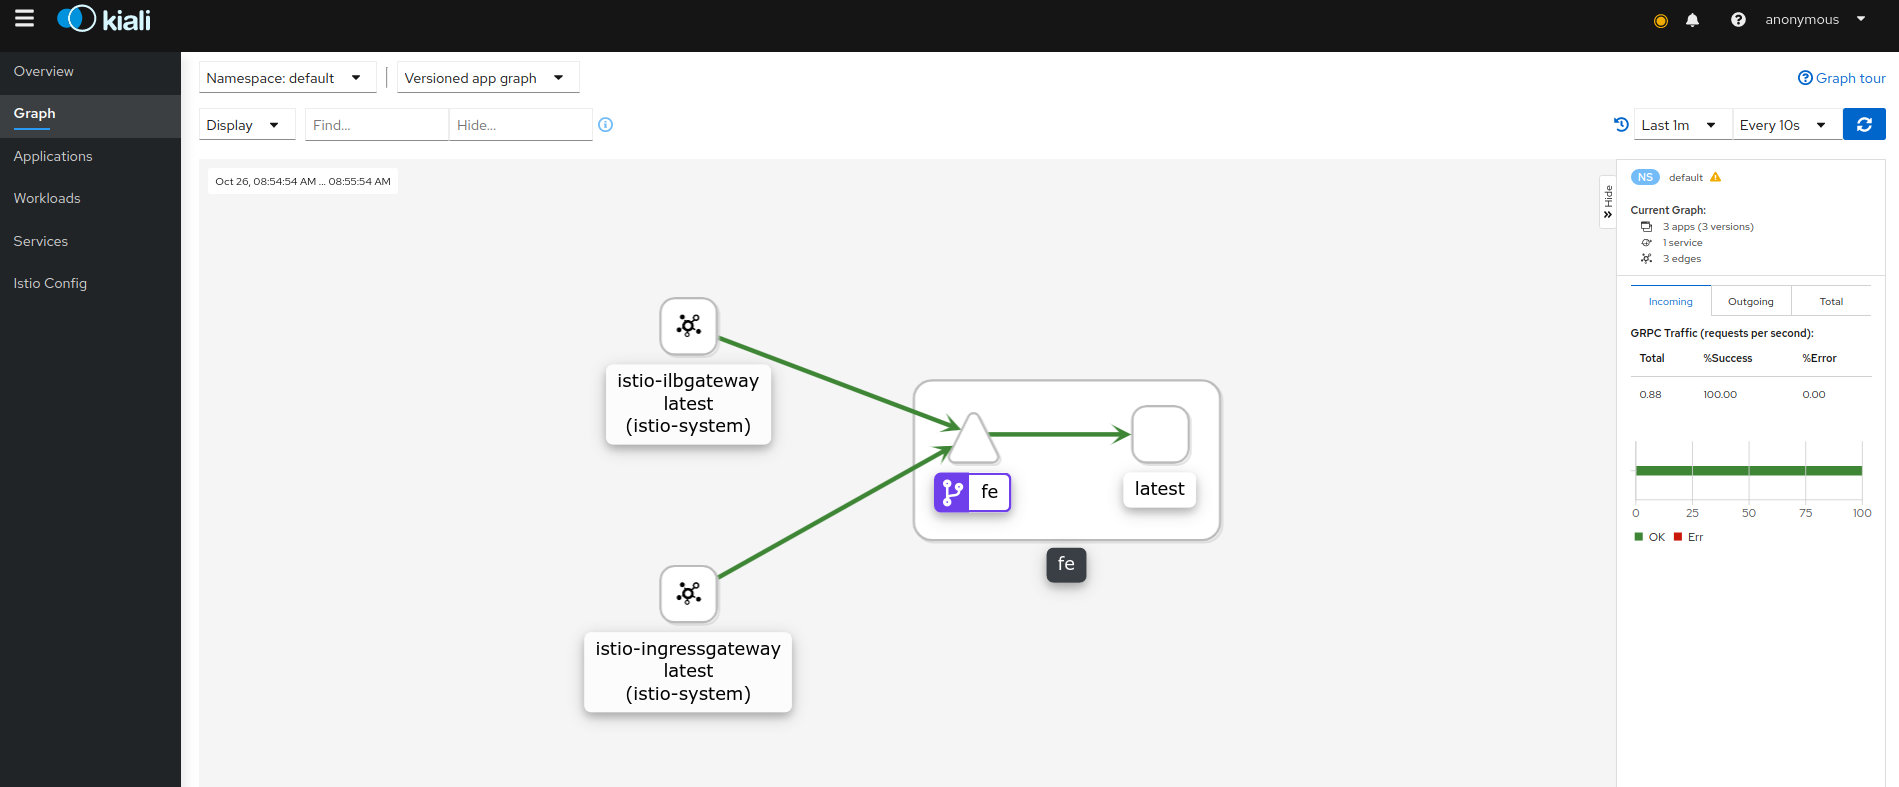 kiali
anonymous
Overview
Graph
Applications
Workloads
Services
Istio Config
Namespace: default
Versioned app graph
Graph tour
Display
Find...
Hide...
Last 1m
Every 10s
Oct 26, 08:54:54 AM ... 08:55:54 AM
istio-ilbgateway
latest
(istio-system)
fe
latest
fe
istio-ingressgateway
latest
(istio-system)
Hide
NS default
Current Graph:
3 apps (3 versions)
1 service
3 edges
Incoming Outgoing Total
GRPC Traffic (requests per second):
Total %Success %Error
0.88 100.00 0.00
0 25 50 75 100
OK Err